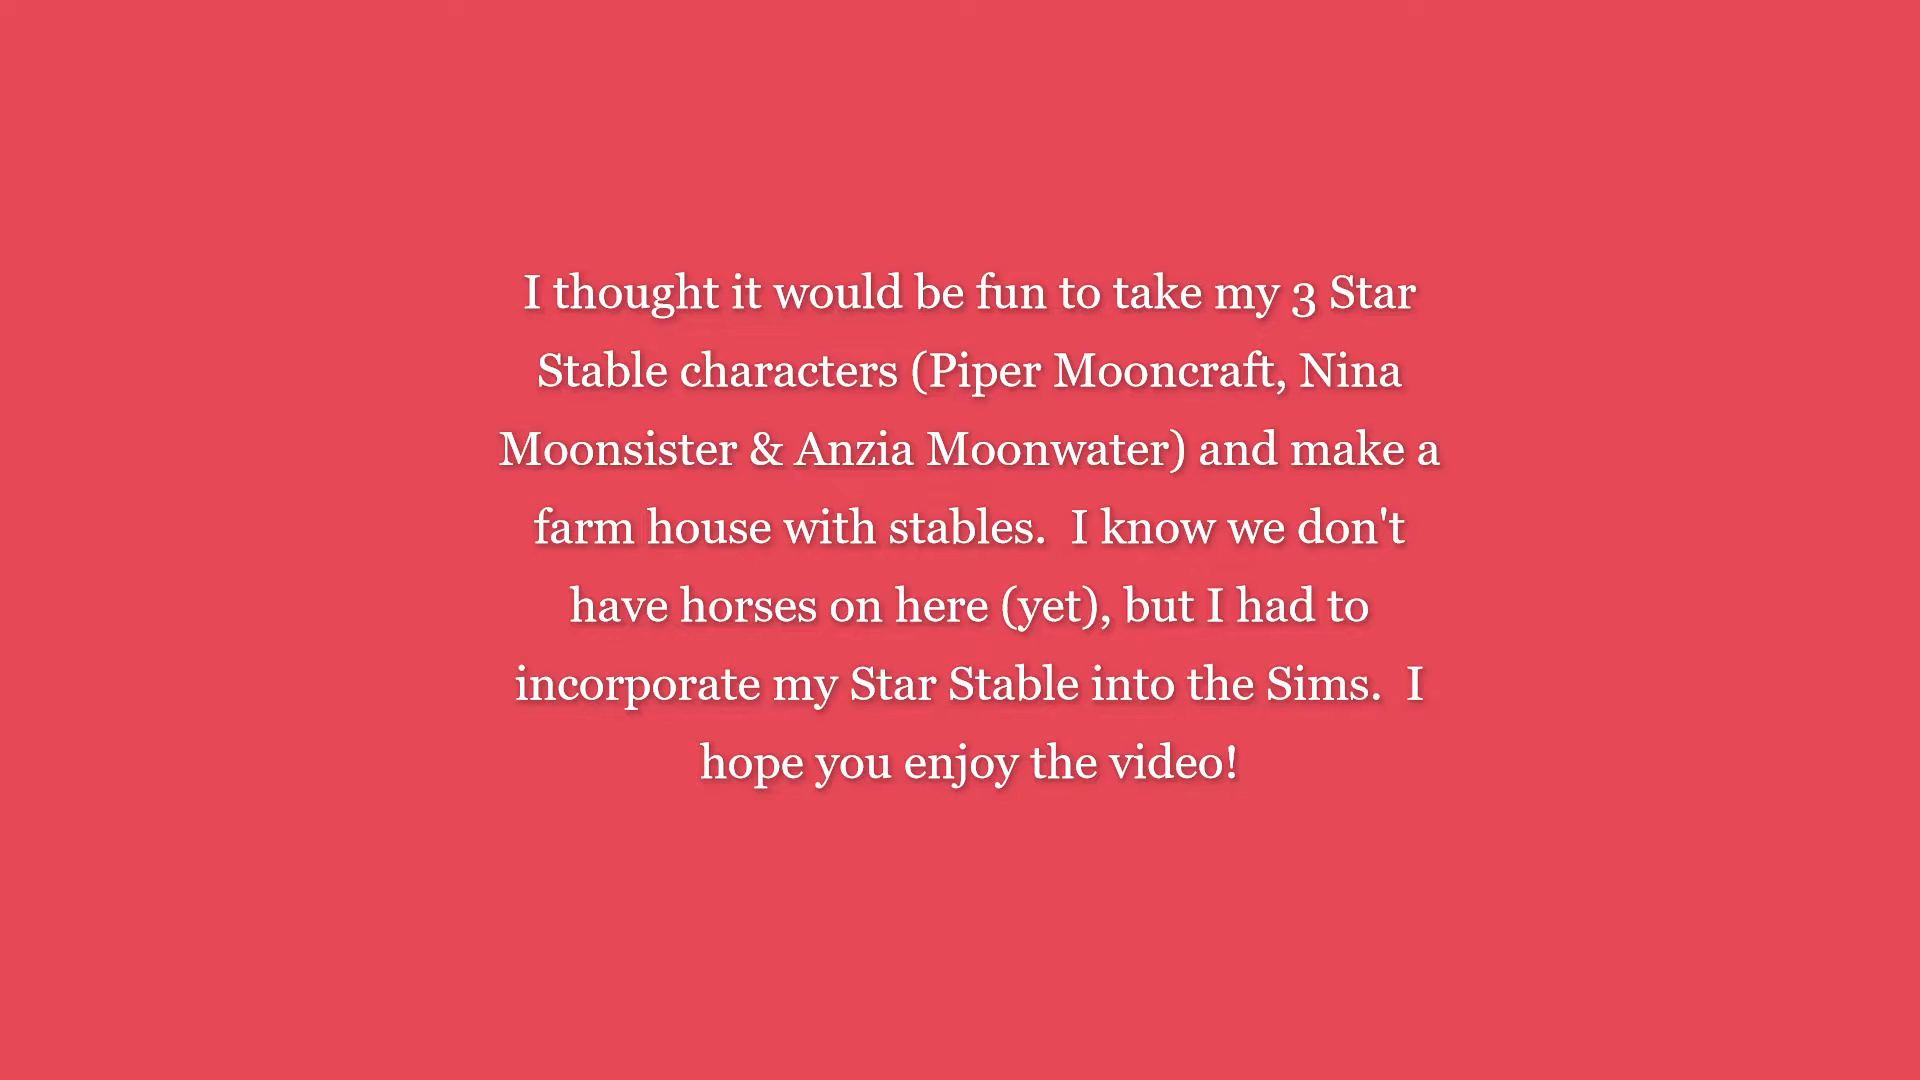 I thought it would be fun to take my 3 Star
Stable characters (Piper Mooncraft, Nina
Moonsister & Anzia Moonwater) and make a
farm house with stables.  I know we don't
have horses on here (yet), but I had to
incorporate my Star Stable into the Sims.  I
hope you enjoy the video!